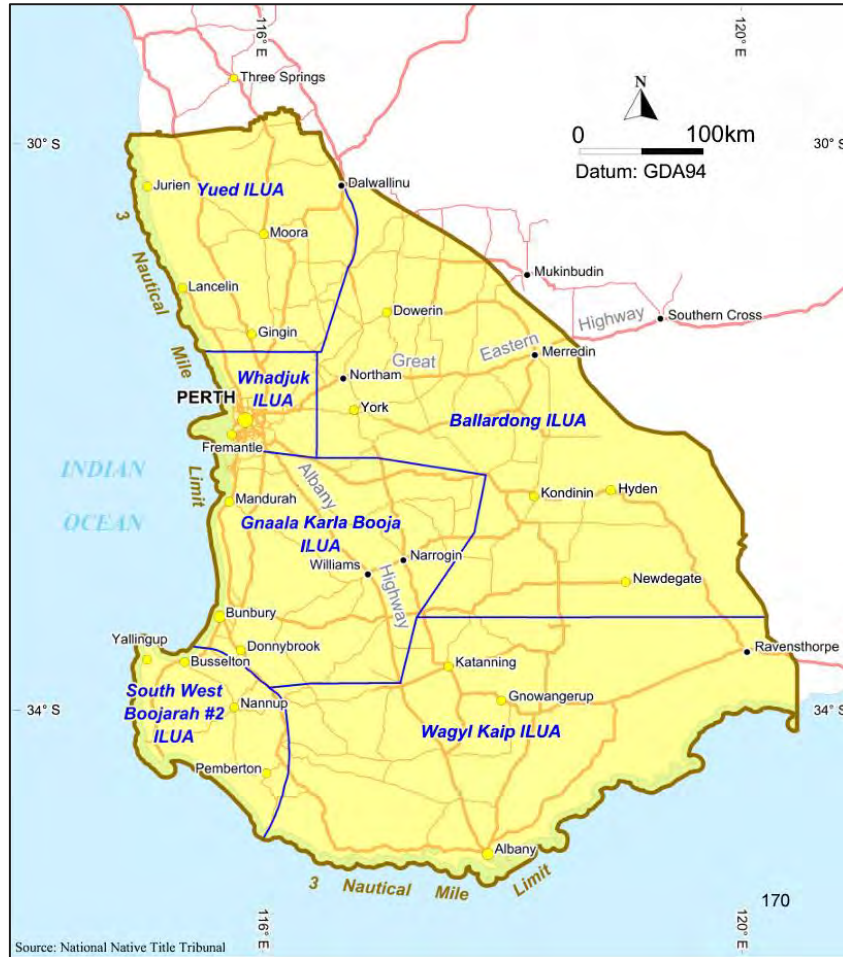 116° E
120° E
Three Springs
N
0 100km
Datum: GDA94
30° S
30° S
Jurien
Yued ILUA
Dalwallinu
Moora
Mukinbudin
Lancelin
Dowerin
Southern Cross
Gingin
Great Eastern Highway
Merredin
3 Nautical Mile Limit
Whadjuk
ILUA
Northam
PERTH
York
Ballardong ILUA
Fremantle
INDIAN
OCEAN
Albany Highway
Mandurah
Kondinin
Hyden
Gnaala Karla Booja
ILUA
Narrogin
Williams
Newdegate
Bunbury
Yallingup
Donnybrook
Busselton
Katanning
Ravensthorpe
South West
Boojarah #2
ILUA
Nannup
Gnowangerup
34° S
34° S
Wagyl Kaip ILUA
Pemberton
Albany
3 Nautical Mile Limit
170
116° E
120° E
Source: National Native Title Tribunal